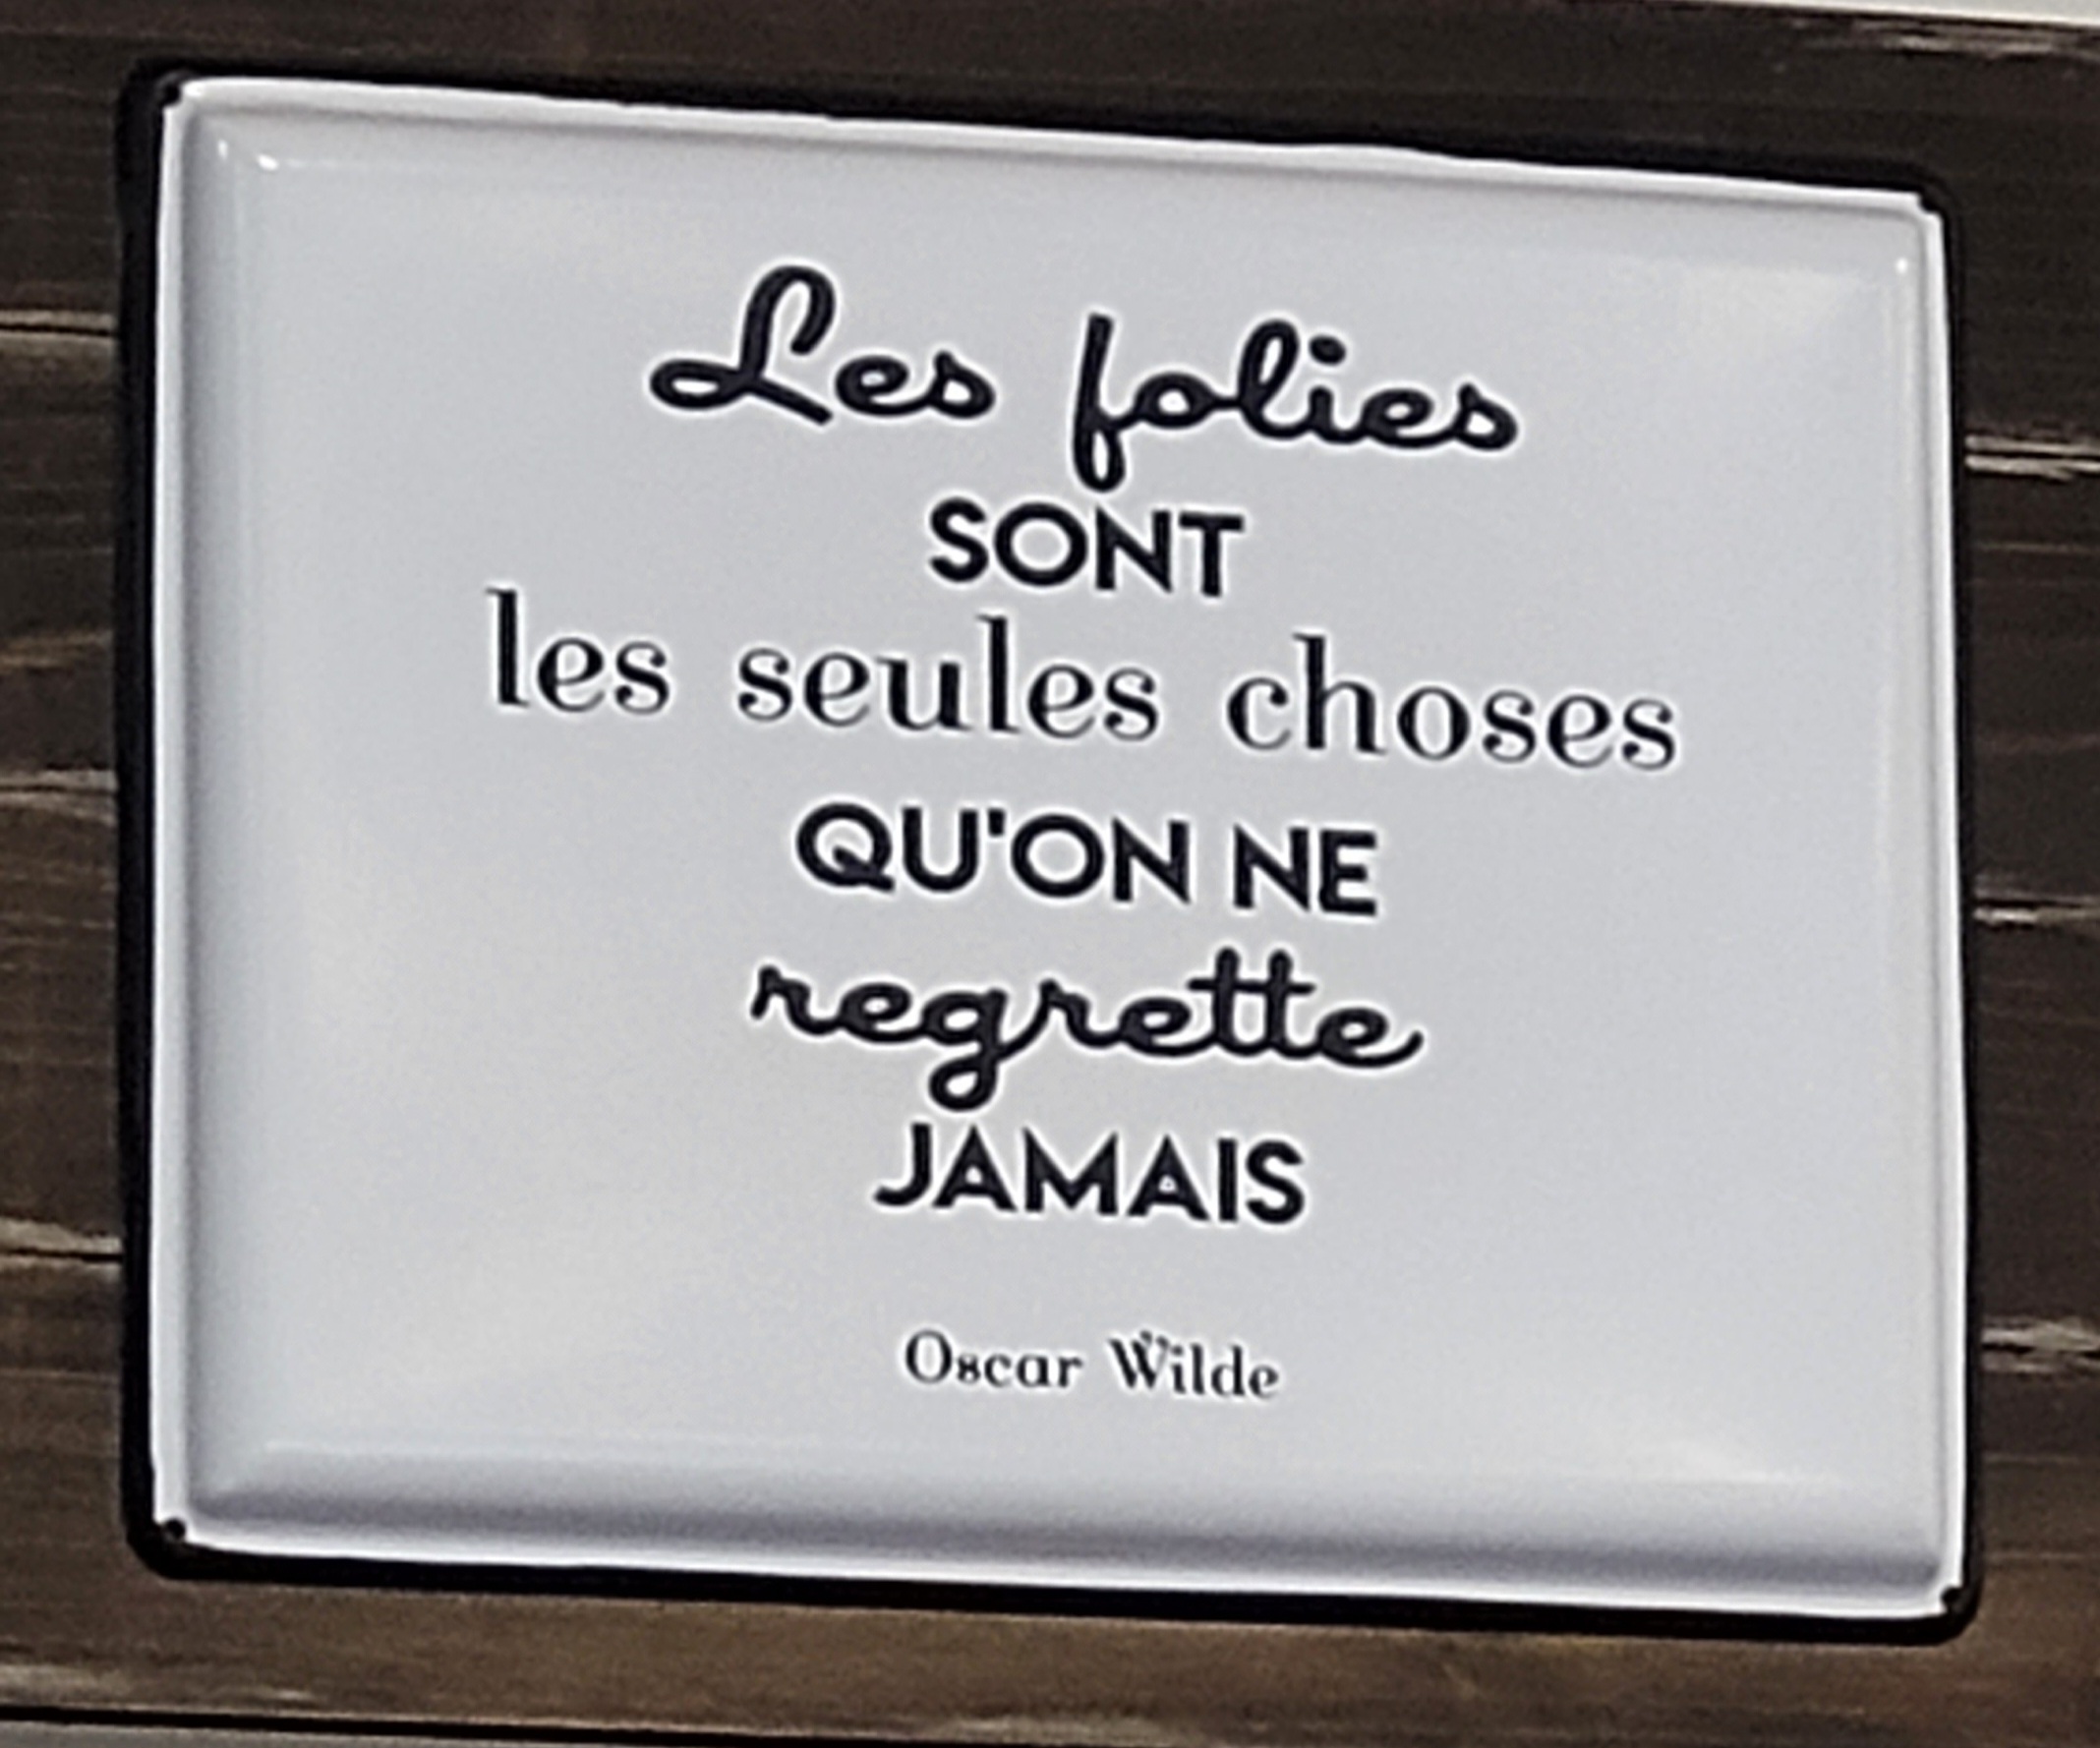 Les folies
SONT
les seules choses
QU'ON NE
regrette
JAMAIS
Oscar Wilde